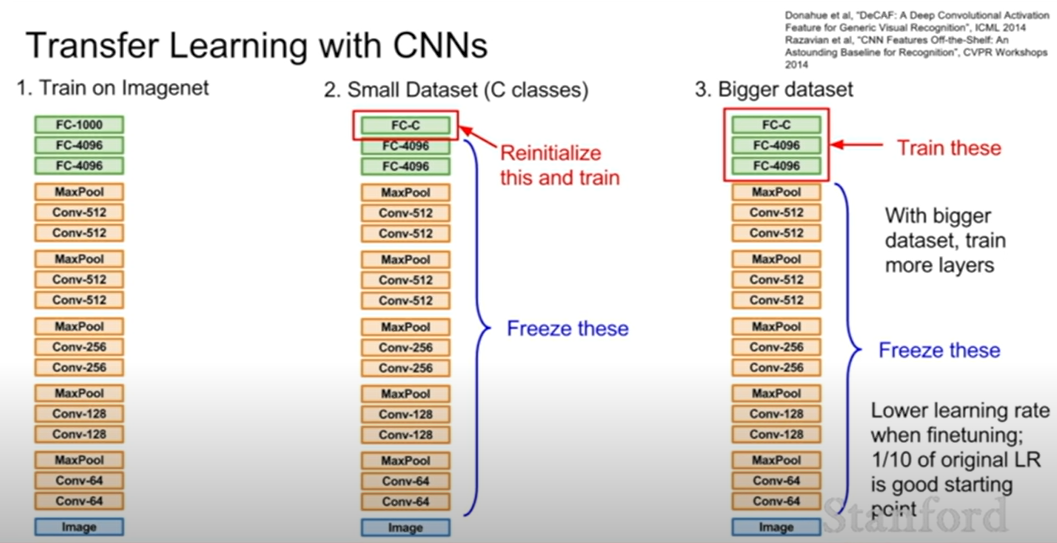 Donahue et al, "DeCAF: A Deep Convolutional Activation
Feature for Generic Visual Recognition", ICML 2014
Razavian et al, "CNN Features Off-the-Shelf: An
Astounding Baseline for Recognition", CVPR Workshops
2014
Transfer Learning with CNNs
1. Train on Imagenet
FC-1000
FC-4096
FC-4096
MaxPool
Conv-512
Conv-512
MaxPool
Conv-512
Conv-512
MaxPool
Conv-256
Conv-256
MaxPool
Conv-128
Conv-128
MaxPool
Conv-64
Conv-64
Image
2. Small Dataset (C classes)
FC-C
FC-4096
FC-4096
MaxPool
Conv-512
Conv-512
MaxPool
Conv-512
Conv-512
MaxPool
Conv-256
Conv-256
MaxPool
Conv-128
Conv-128
MaxPool
Conv-64
Conv-64
Image
Reinitialize
this and train
Freeze these
3. Bigger dataset
FC-C
FC-4096
FC-4096
MaxPool
Conv-512
Conv-512
MaxPool
Conv-512
Conv-512
MaxPool
Conv-256
Conv-256
MaxPool
Conv-128
Conv-128
MaxPool
Conv-64
Conv-64
Image
Train these
With bigger
dataset, train
more layers
Freeze these
Lower learning rate
when finetuning;
1/10 of original LR
is good starting
point
Stanford